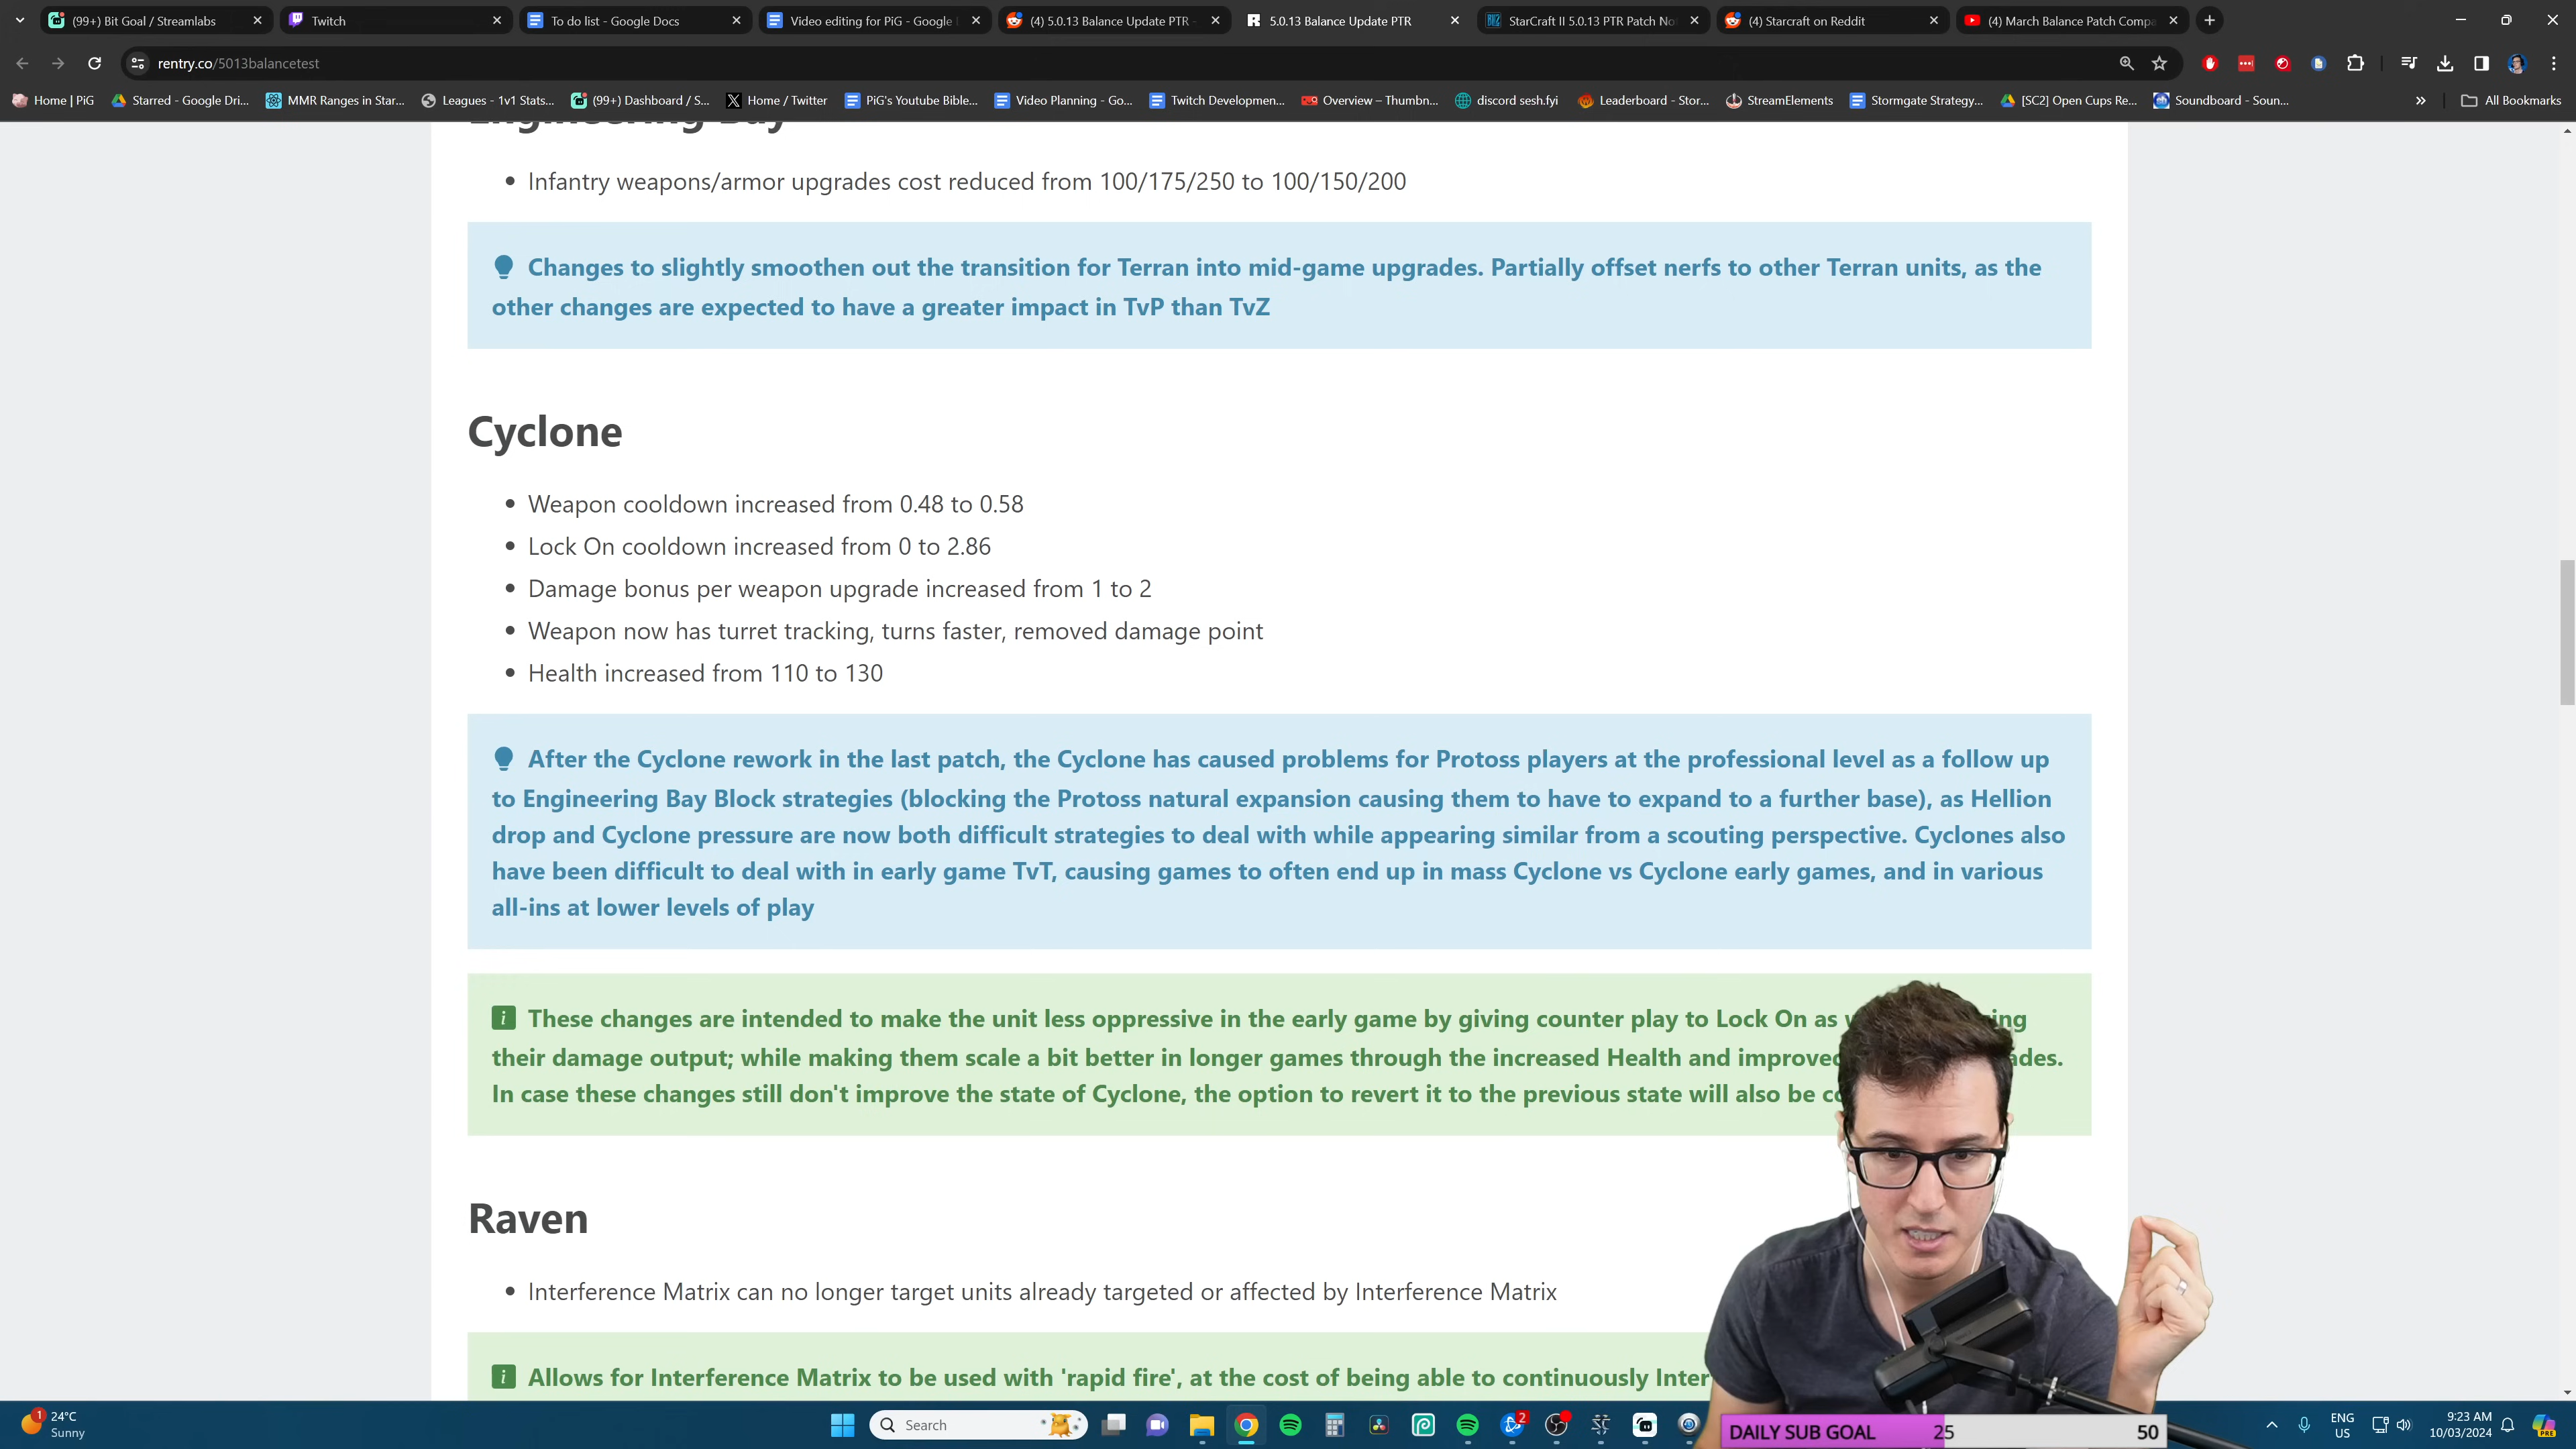 (99+) Bit Goal / Streamlabs
Twitch
To do list - Google Docs
Video editing for PiG - Google
(4) 5.0.13 Balance Update PTR -
5.0.13 Balance Update PTR
StarCraft II 5.0.13 PTR Patch No
(4) Starcraft on Reddit
(4) March Balance Patch Compa
rentry.co/5013balancetest
Home | PiG
Starred - Google Dri...
MMR Ranges in Star...
Leagues - 1v1 Stats...
(99+) Dashboard / S...
Home / Twitter
PiG's Youtube Bible...
Video Planning - Go...
Twitch Developmen...
Overview – Thumbn...
discord sesh.fyi
Leaderboard - Stor...
StreamElements
Stormgate Strategy...
[SC2] Open Cups Re...
Soundboard - Soun...
All Bookmarks
Engineering Bay
• Infantry weapons/armor upgrades cost reduced from 100/175/250 to 100/150/200
Changes to slightly smoothen out the transition for Terran into mid-game upgrades. Partially offset nerfs to other Terran units, as the
other changes are expected to have a greater impact in TvP than TvZ
Cyclone
• Weapon cooldown increased from 0.48 to 0.58
• Lock On cooldown increased from 0 to 2.86
• Damage bonus per weapon upgrade increased from 1 to 2
• Weapon now has turret tracking, turns faster, removed damage point
• Health increased from 110 to 130
After the Cyclone rework in the last patch, the Cyclone has caused problems for Protoss players at the professional level as a follow up
to Engineering Bay Block strategies (blocking the Protoss natural expansion causing them to have to expand to a further base), as Hellion
drop and Cyclone pressure are now both difficult strategies to deal with while appearing similar from a scouting perspective. Cyclones also
have been difficult to deal with in early game TvT, causing games to often end up in mass Cyclone vs Cyclone early games, and in various
all-ins at lower levels of play
These changes are intended to make the unit less oppressive in the early game by giving counter play to Lock On as
their damage output; while making them scale a bit better in longer games through the increased Health and improved
In case these changes still don't improve the state of Cyclone, the option to revert it to the previous state will also be
Raven
• Interference Matrix can no longer target units already targeted or affected by Interference Matrix
Allows for Interference Matrix to be used with 'rapid fire', at the cost of being able to continuously Inter
1
24°C
Sunny
Search
2
PRE
DAILY SUB GOAL 25 50
ENG
US
9:23 AM
10/03/2024